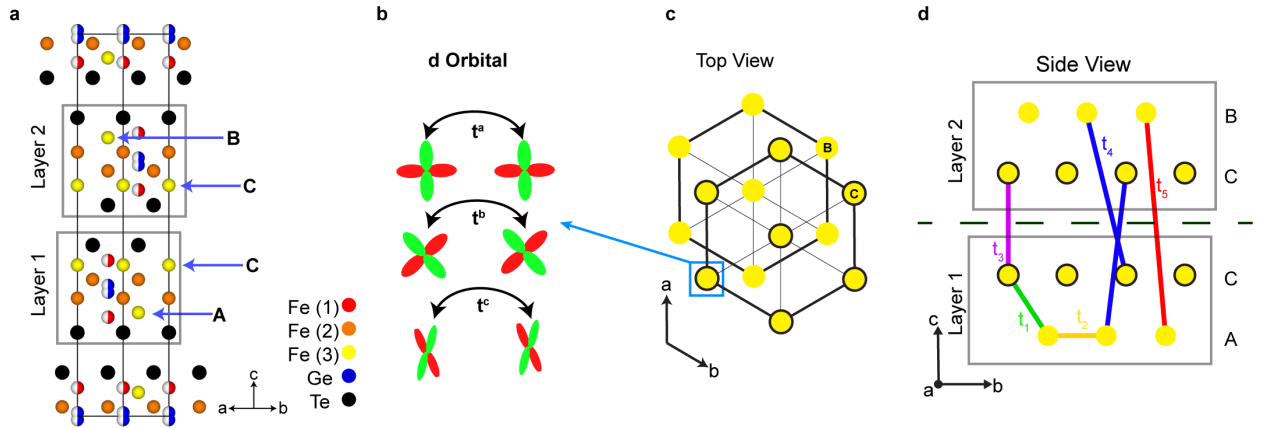 a
Layer 2
B
C
Layer 1
C
A
Fe (1)
Fe (2)
Fe (3)
Ge
Te
c
a
b
b
d Orbital
tᵃ
tᵇ
tᶜ
c
Top View
B
C
a
b
d
Side View
Layer 2
B
t₄
t₅
C
t₃
Layer 1
C
t₁
t₂
A
c
a
b